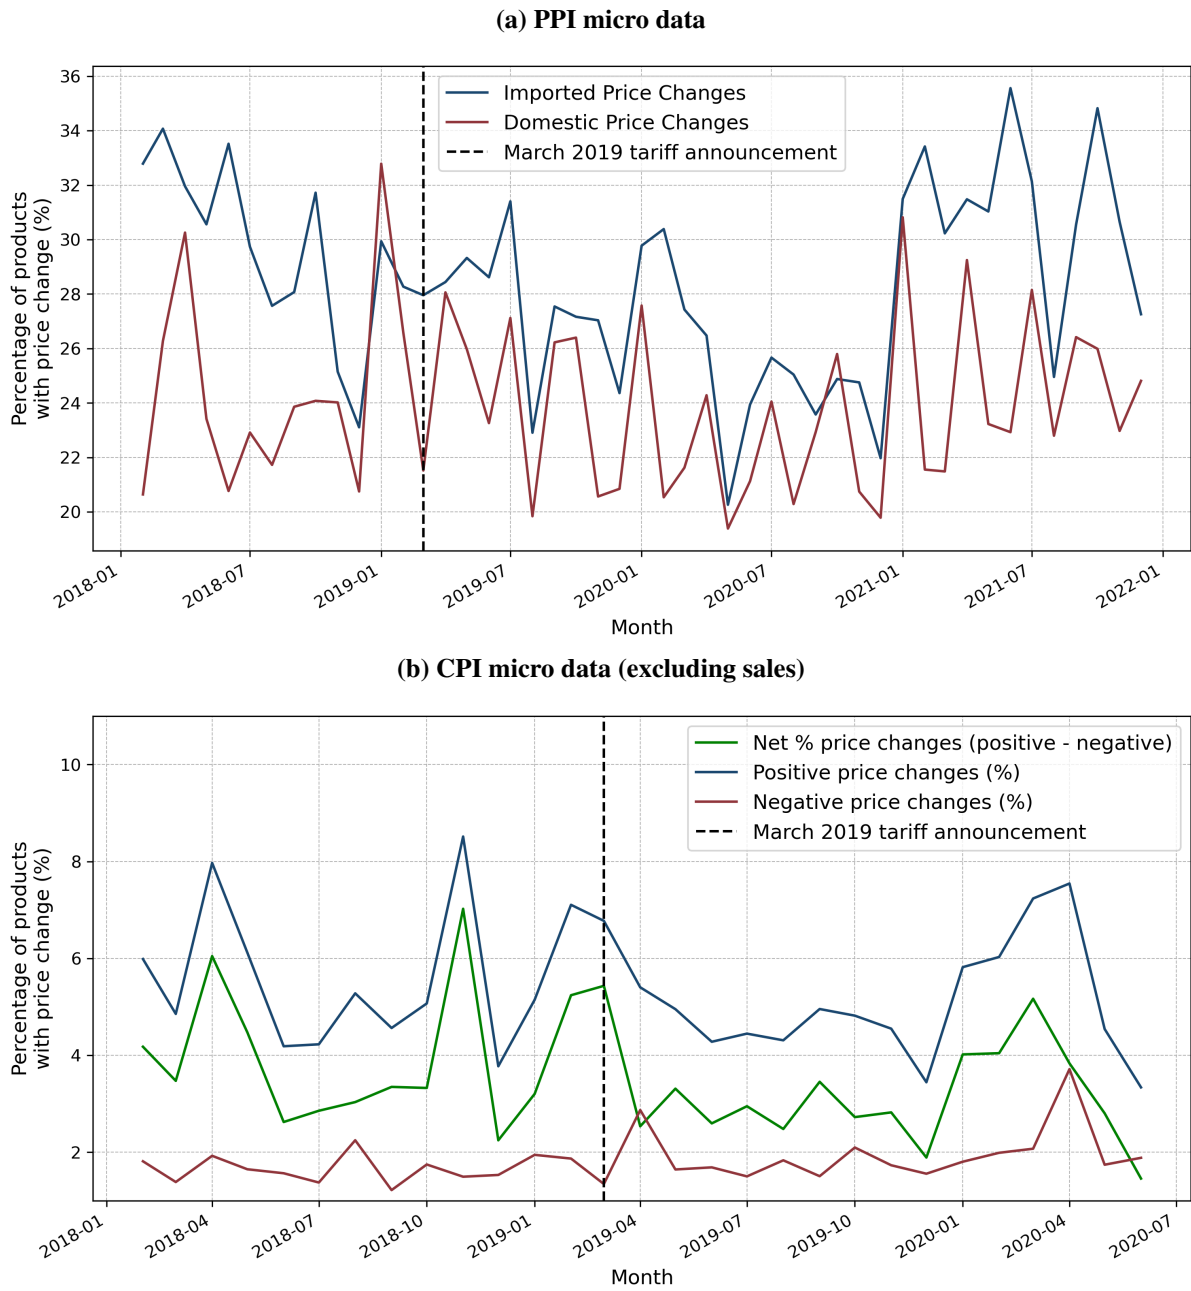 (a) PPI micro data
Percentage of products
with price change (%)
36
34
32
30
28
26
24
22
20
Imported Price Changes
Domestic Price Changes
March 2019 tariff announcement
2018-01
2018-07
2019-01
2019-07
2020-01
2020-07
2021-01
2021-07
2022-01
Month
(b) CPI micro data (excluding sales)
Percentage of products
with price change (%)
10
8
6
4
2
Net % price changes (positive - negative)
Positive price changes (%)
Negative price changes (%)
March 2019 tariff announcement
2018-01
2018-04
2018-07
2018-10
2019-01
2019-04
2019-07
2019-10
2020-01
2020-04
2020-07
Month